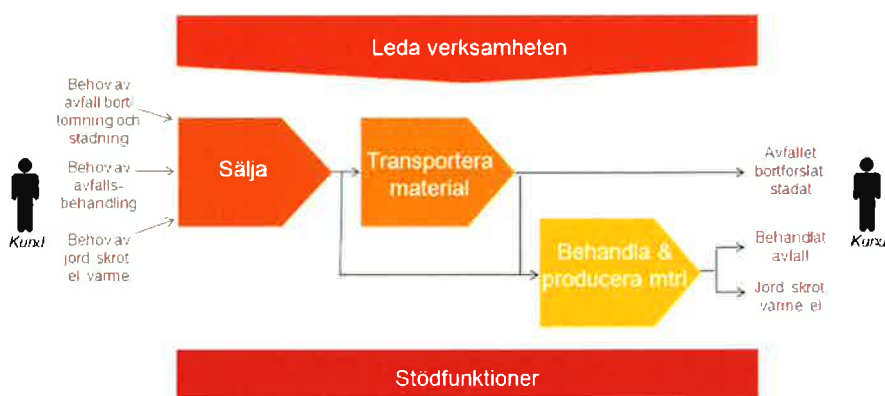 Leda verksamheten
Behov av
avfall bort/
tömning och
städning
Behov av
avfalls-
behandling
Behov av
jord skrot
el värme
Kund
Sälja
Transportera
material
Behandla &
producera mtrl
Avfallet
bortforslat
städat
Behandlat
avfall
Jord skrot,
värme el
Kund
Stödfunktioner